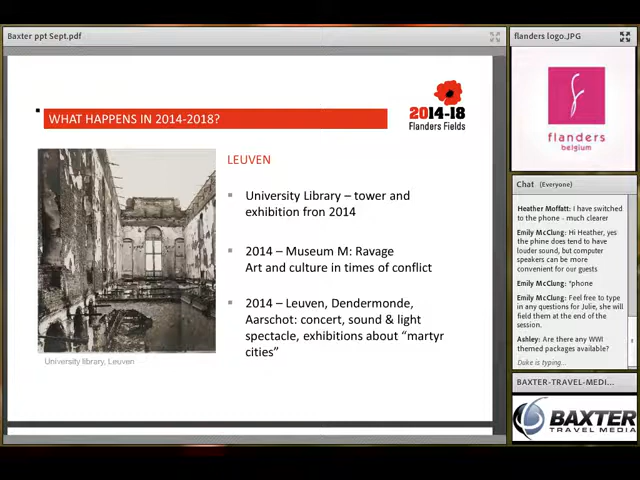 Baxter ppt Sept.pdf
WHAT HAPPENS IN 2014-2018?
2014-18
Flanders Fields
LEUVEN
University Library – tower and
exhibition fron 2014
2014 – Museum M: Ravage
Art and culture in times of conflict
2014 – Leuven, Dendermonde,
Aarschot: concert, sound & light
spectacle, exhibitions about “martyr
cities”
University library, Leuven
flanders logo.JPG
flanders
belgium
Chat (Everyone)
Heather Moffatt: I have switched
to the phone - much clearer
Emily McClung: Hi Heather, yes
the phine does tend to have
louder sound, but computer
speakers can be more
convenient for our guests
Emily McClung: *phone
Emily McClung: Feel free to type
in any questions for Julie, she will
field them at the end of the
session.
Ashley: Are there any WWI
themed packages available?
Duke is typing...
BAXTER-TRAVEL-MEDI...
BAXTER
TRAVEL MEDIA